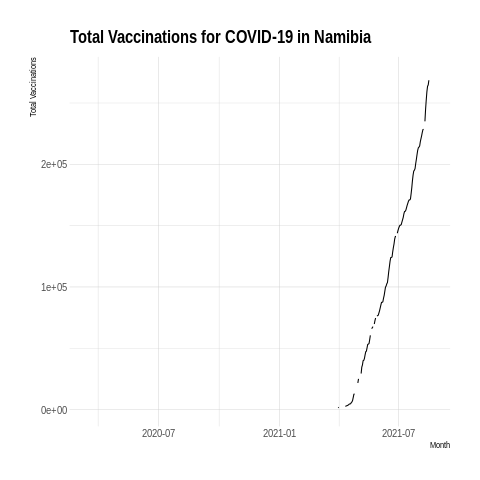 Total Vaccinations for COVID-19 in Namibia
Total Vaccinations
2e+05
1e+05
0e+00
2020-07 2021-01 2021-07
Month